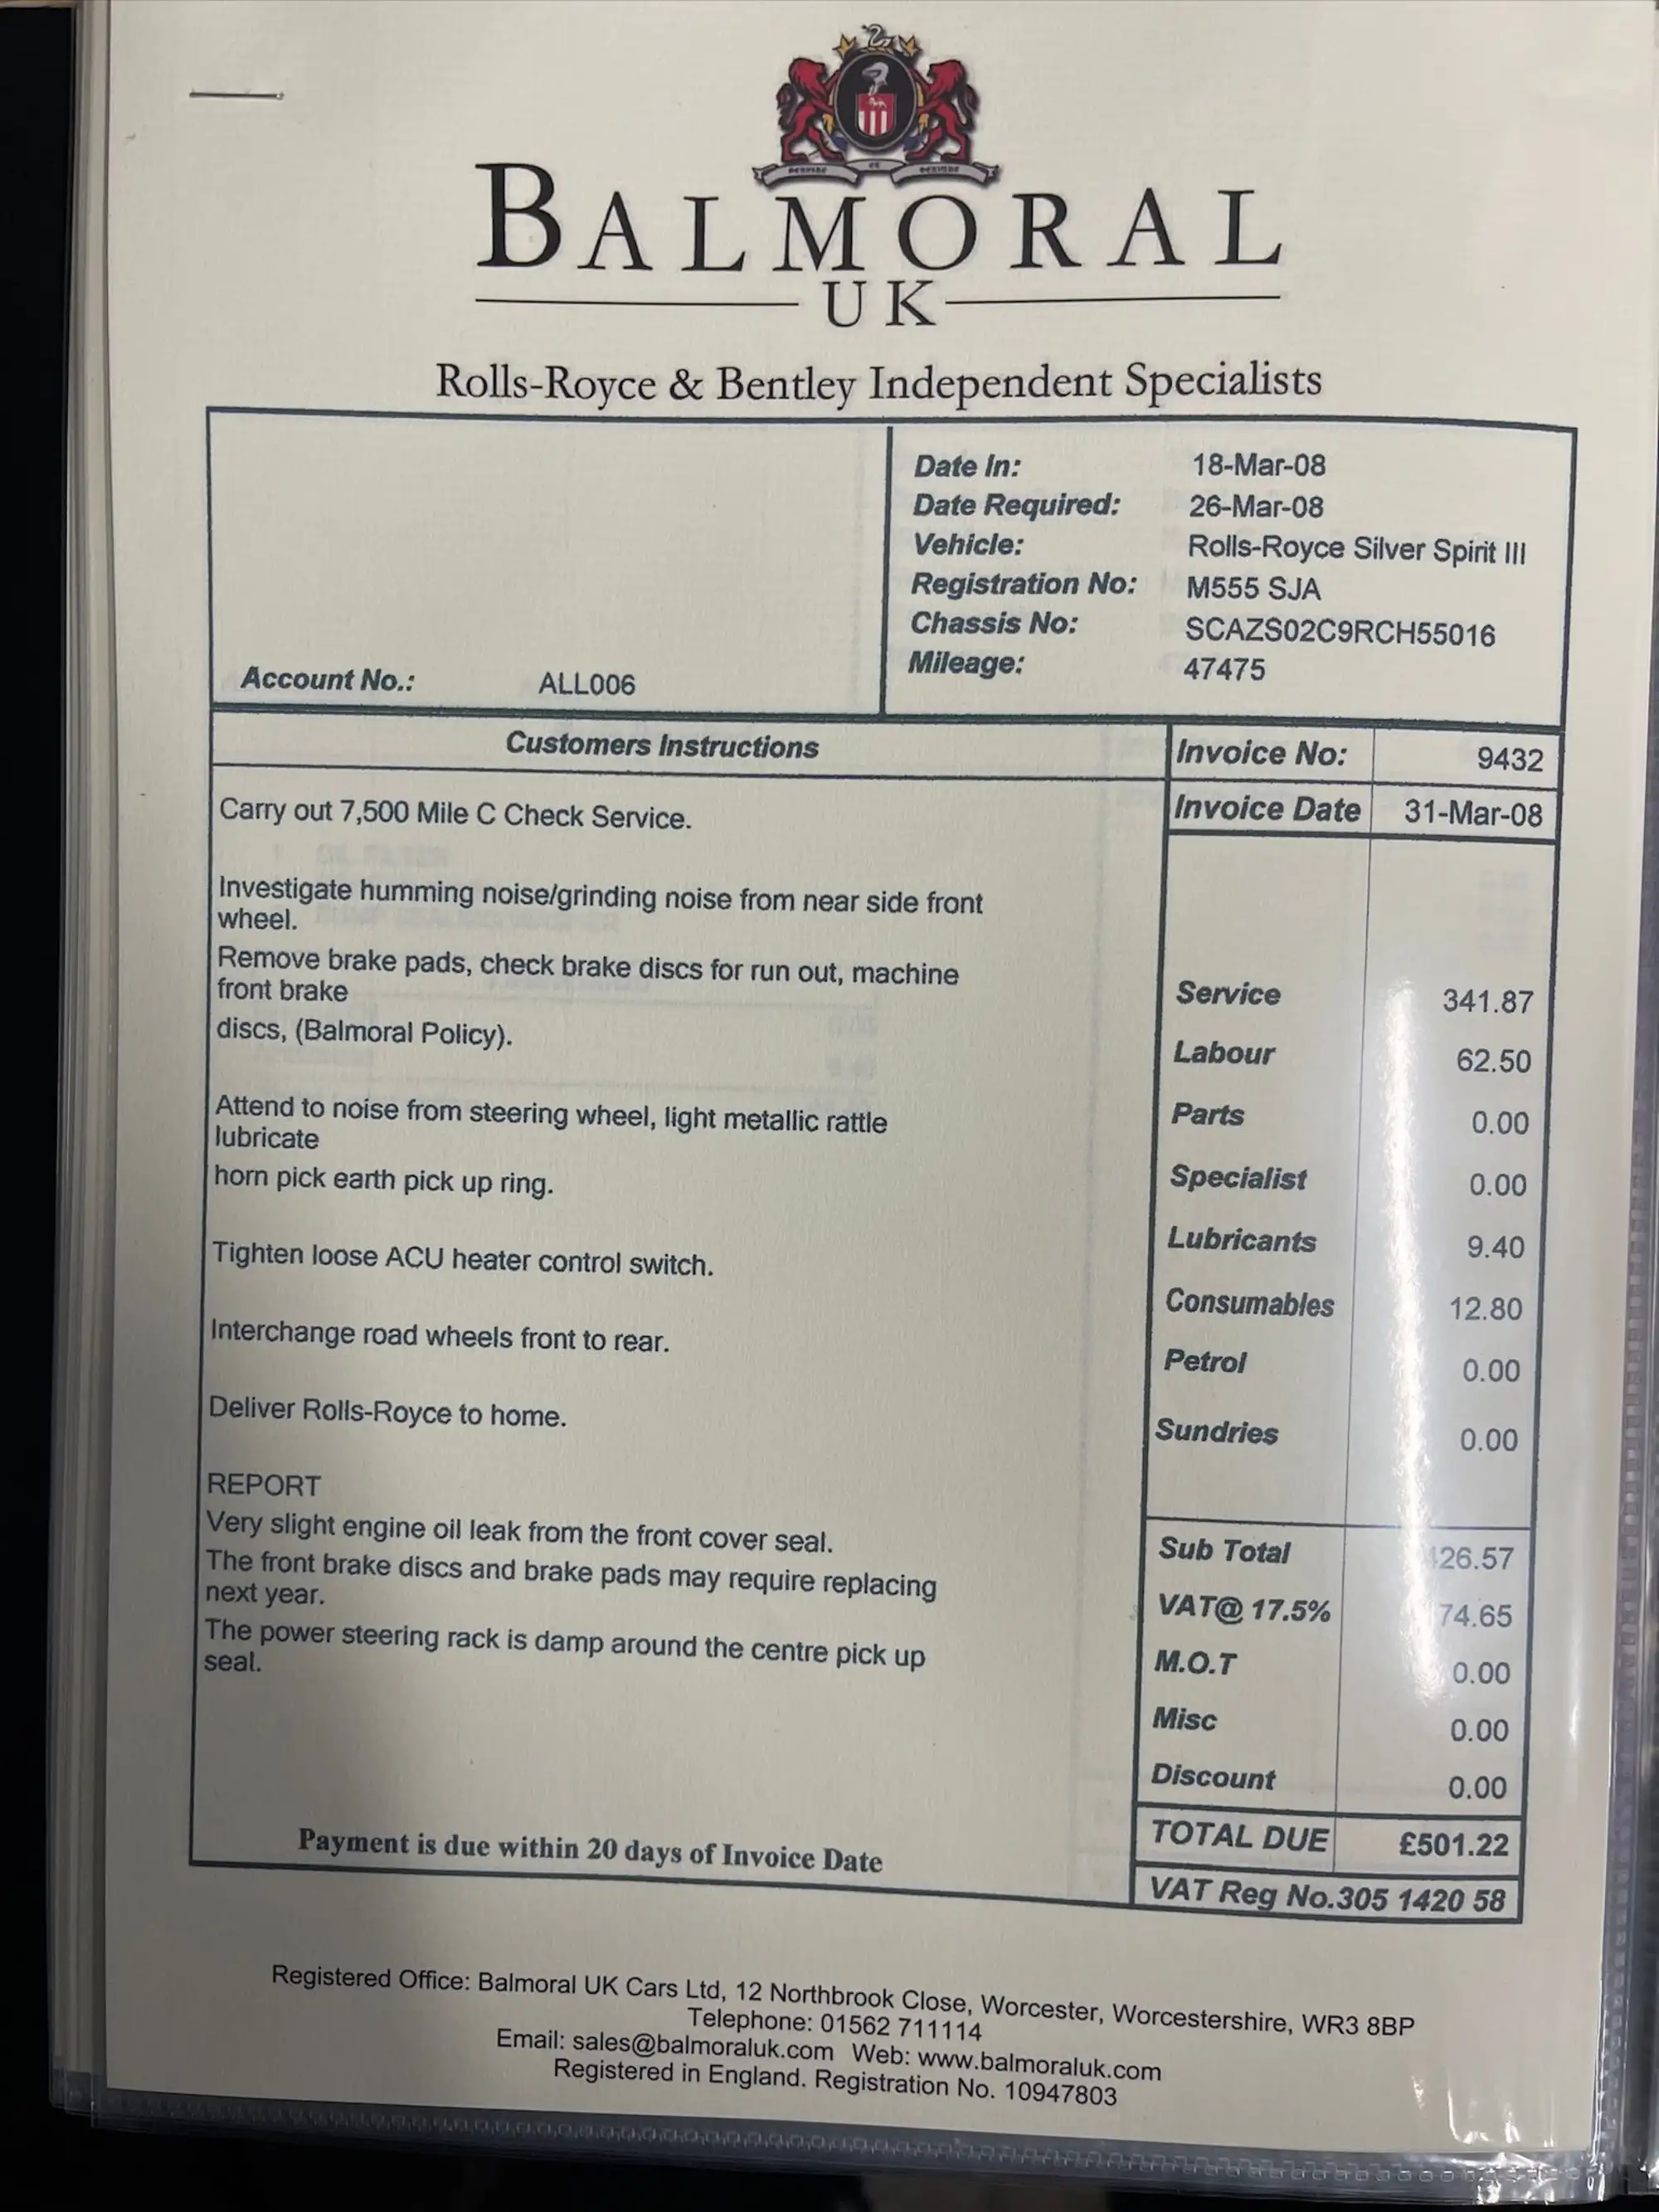 BALMORAL
UK
Rolls-Royce & Bentley Independent Specialists
Date In: 18-Mar-08
Date Required: 26-Mar-08
Vehicle: Rolls-Royce Silver Spirit III
Registration No: M555 SJA
Chassis No: SCAZS02C9RCH55016
Mileage: 47475
Account No.: ALL006
Customers Instructions
Invoice No: 9432
Invoice Date 31-Mar-08
Carry out 7,500 Mile C Check Service.
Investigate humming noise/grinding noise from near side front
wheel.
Remove brake pads, check brake discs for run out, machine
front brake
discs, (Balmoral Policy).
Attend to noise from steering wheel, light metallic rattle
lubricate
horn pick earth pick up ring.
Tighten loose ACU heater control switch.
Interchange road wheels front to rear.
Deliver Rolls-Royce to home.
REPORT
Very slight engine oil leak from the front cover seal.
The front brake discs and brake pads may require replacing
next year.
The power steering rack is damp around the centre pick up
seal.
Payment is due within 20 days of Invoice Date
Service 341.87
Labour 62.50
Parts 0.00
Specialist 0.00
Lubricants 9.40
Consumables 12.80
Petrol 0.00
Sundries 0.00
Sub Total 426.57
VAT@ 17.5% 74.65
M.O.T 0.00
Misc 0.00
Discount 0.00
TOTAL DUE £501.22
VAT Reg No.305 1420 58
Registered Office: Balmoral UK Cars Ltd, 12 Northbrook Close, Worcester, Worcestershire, WR3 8BP
Telephone: 01562 711114
Email: sales@balmoraluk.com Web: www.balmoraluk.com
Registered in England. Registration No. 10947803